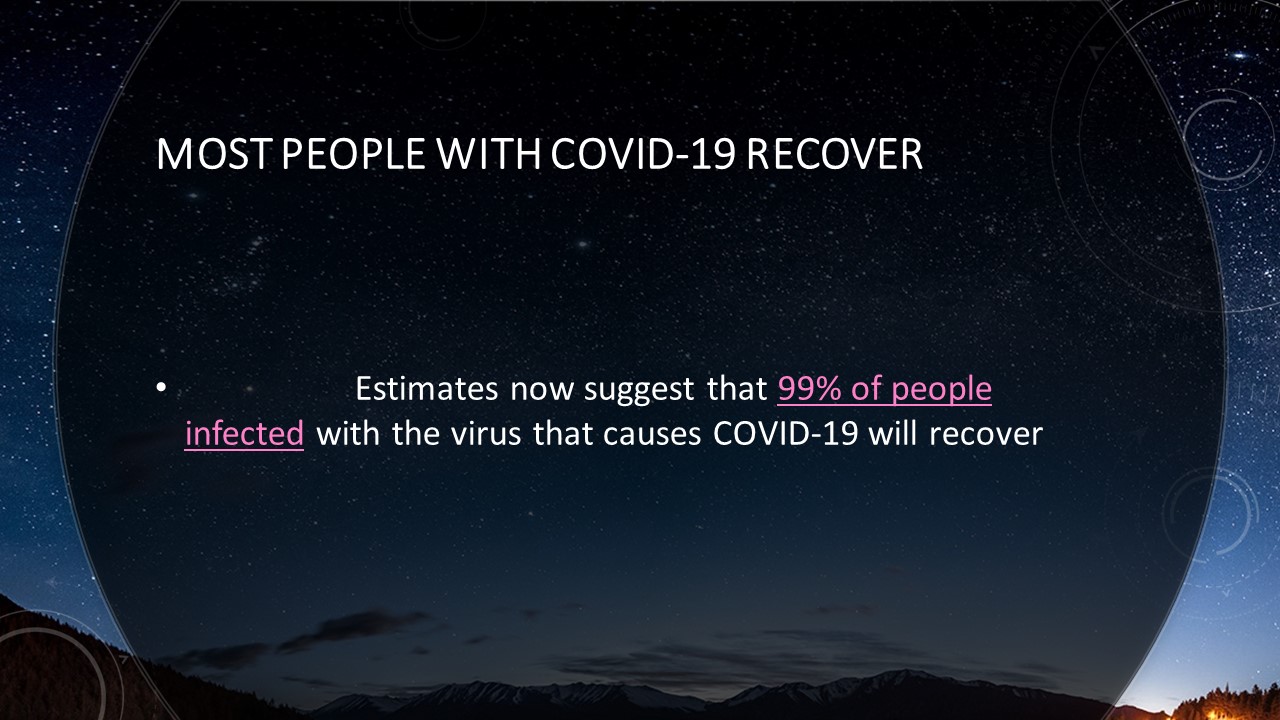 MOST PEOPLE WITH COVID-19 RECOVER
• Estimates now suggest that 99% of people
infected with the virus that causes COVID-19 will recover